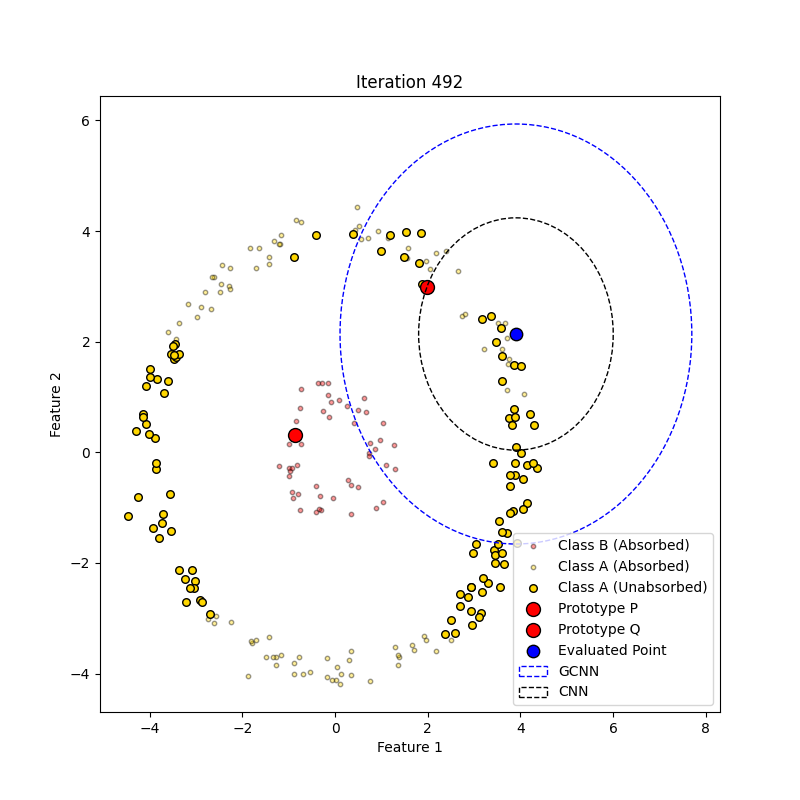 Iteration 492
Feature 2
6
4
2
0
−2
−4
−4
−2
0
2
4
6
8
Feature 1
Class B (Absorbed)
Class A (Absorbed)
Class A (Unabsorbed)
Prototype P
Prototype Q
Evaluated Point
GCNN
CNN